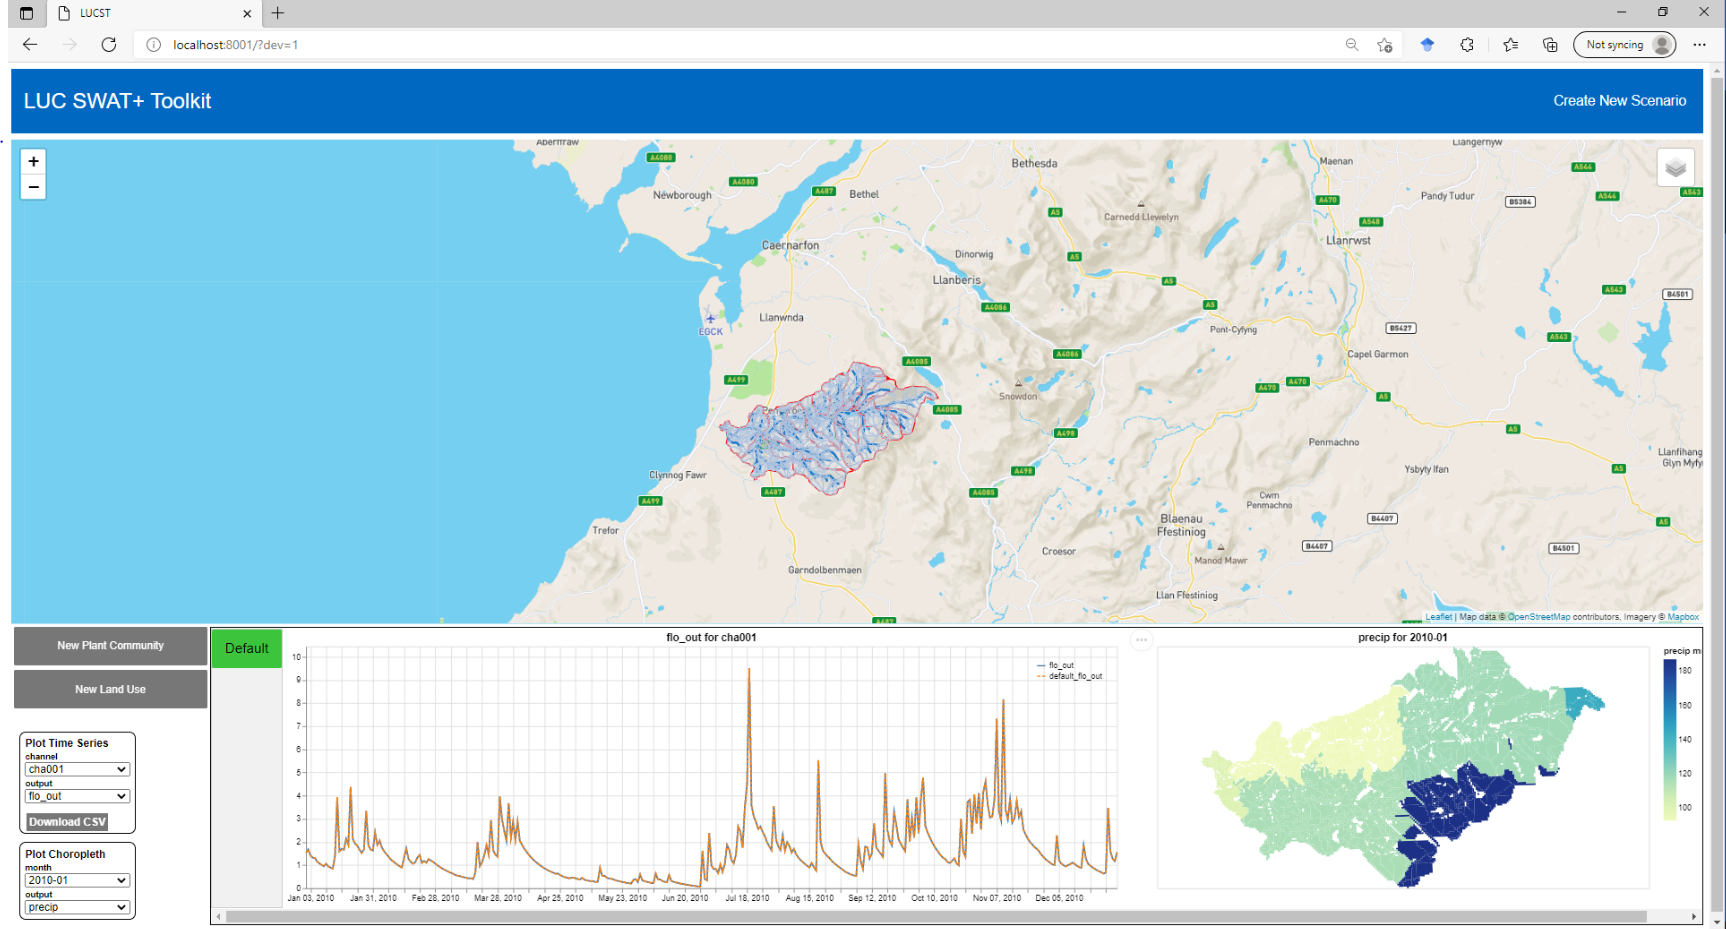 LUCST
localhost:8001/?dev=1
Not syncing
LUC SWAT+ Toolkit
Create New Scenario
+
−
Aberffraw
A4080
Bethesda
Maenan
Llangernyw
A544
A4080
A487
Bethel
Newborough
A5
Carnedd Llewelyn
A470
A548
Pandy Tudur
B5384
A544
A543
Caernarfon
Dinorwig
Llanberis
A5
Llanrwst
A5
A543
B4501
EGCK
Llanwnda
A4086
A5
Pont-Cyfyng
B5427
A543
A4085
A4086
Capel Garmon
A499
Snowdon
A470
A470
A5
A4085
A498
A5
Penmachno
Llanfihang
Glyn Myfy
Clynnog Fawr
A487
A498
A4085
Ysbyty Ifan
A5
A499
Cwm
Penmachno
Trefor
Blaenau
Ffestiniog
B4407
A5
Croesor
Manod Mawr
B4407
B4501
Garndolbenmaen
Llan Ffestiniog
A487
Leaflet | Map data © OpenStreetMap contributors, Imagery © Mapbox
New Plant Community
New Land Use
Plot Time Series
channel
cha001
output
flo_out
Download CSV
Plot Choropleth
month
2010-01
output
precip
Default
flo_out for cha001
flo_out
default_flo_out
10
9
8
7
6
5
4
3
2
1
0
Jan 03, 2010 Jan 31, 2010 Feb 28, 2010 Mar 28, 2010 Apr 25, 2010 May 23, 2010 Jun 20, 2010 Jul 18, 2010 Aug 15, 2010 Sep 12, 2010 Oct 10, 2010 Nov 07, 2010 Dec 05, 2010
precip for 2010-01
precip m
180
160
140
120
100